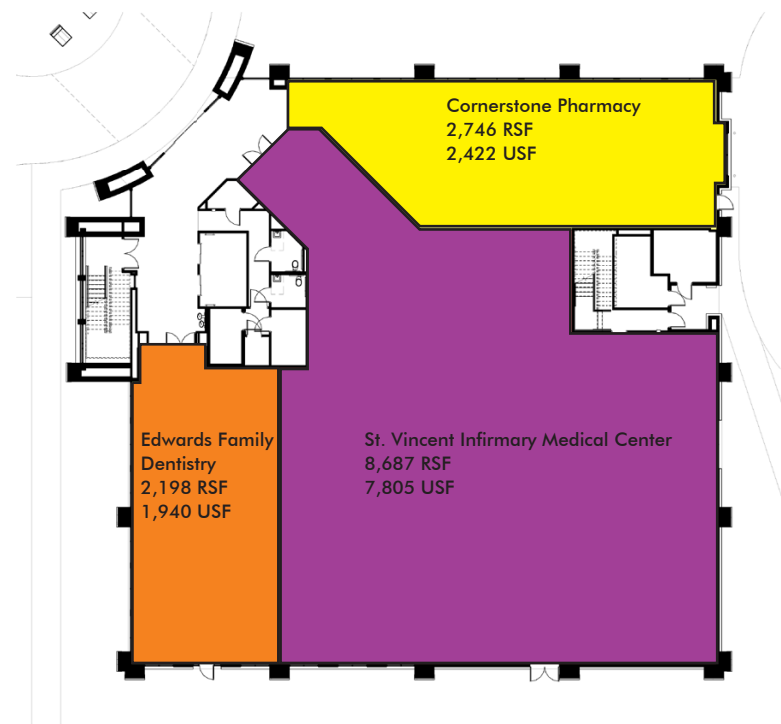 Cornerstone Pharmacy
2,746 RSF
2,422 USF
Edwards Family
Dentistry
2,198 RSF
1,940 USF
St. Vincent Infirmary Medical Center
8,687 RSF
7,805 USF